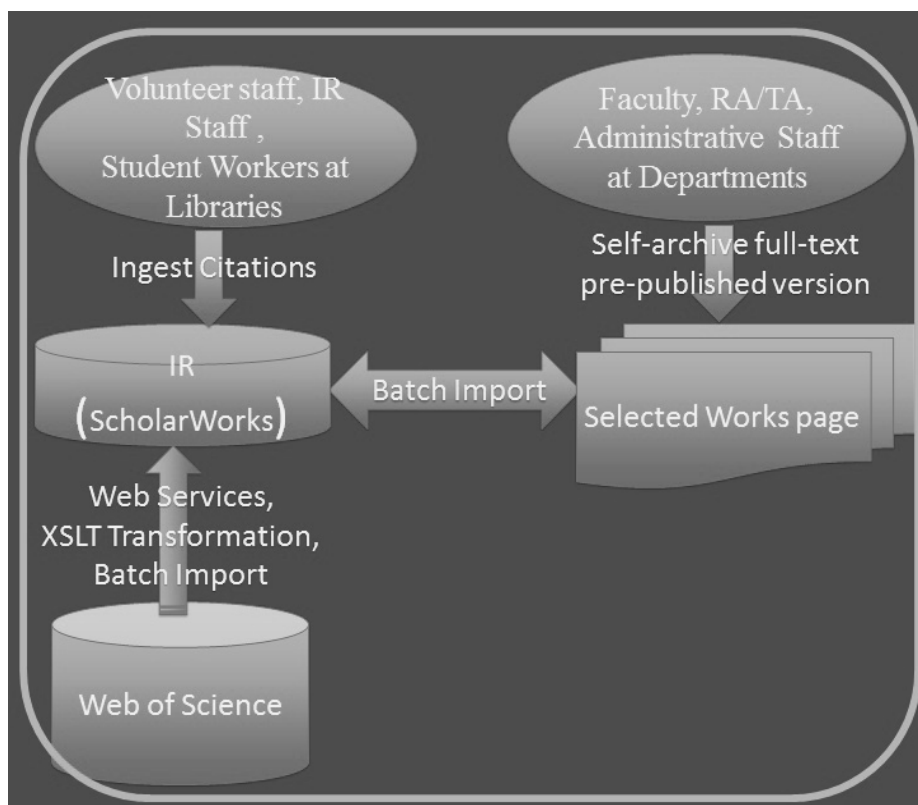 Volunteer staff, IR
Staff ,
Student Workers at
Libraries
Faculty, RA/TA,
Administrative Staff
at Departments
Ingest Citations
Self-archive full-text
pre-published version
IR
(ScholarWorks)
Batch Import
Selected Works page
Web Services,
XSLT Transformation,
Batch Import
Web of Science